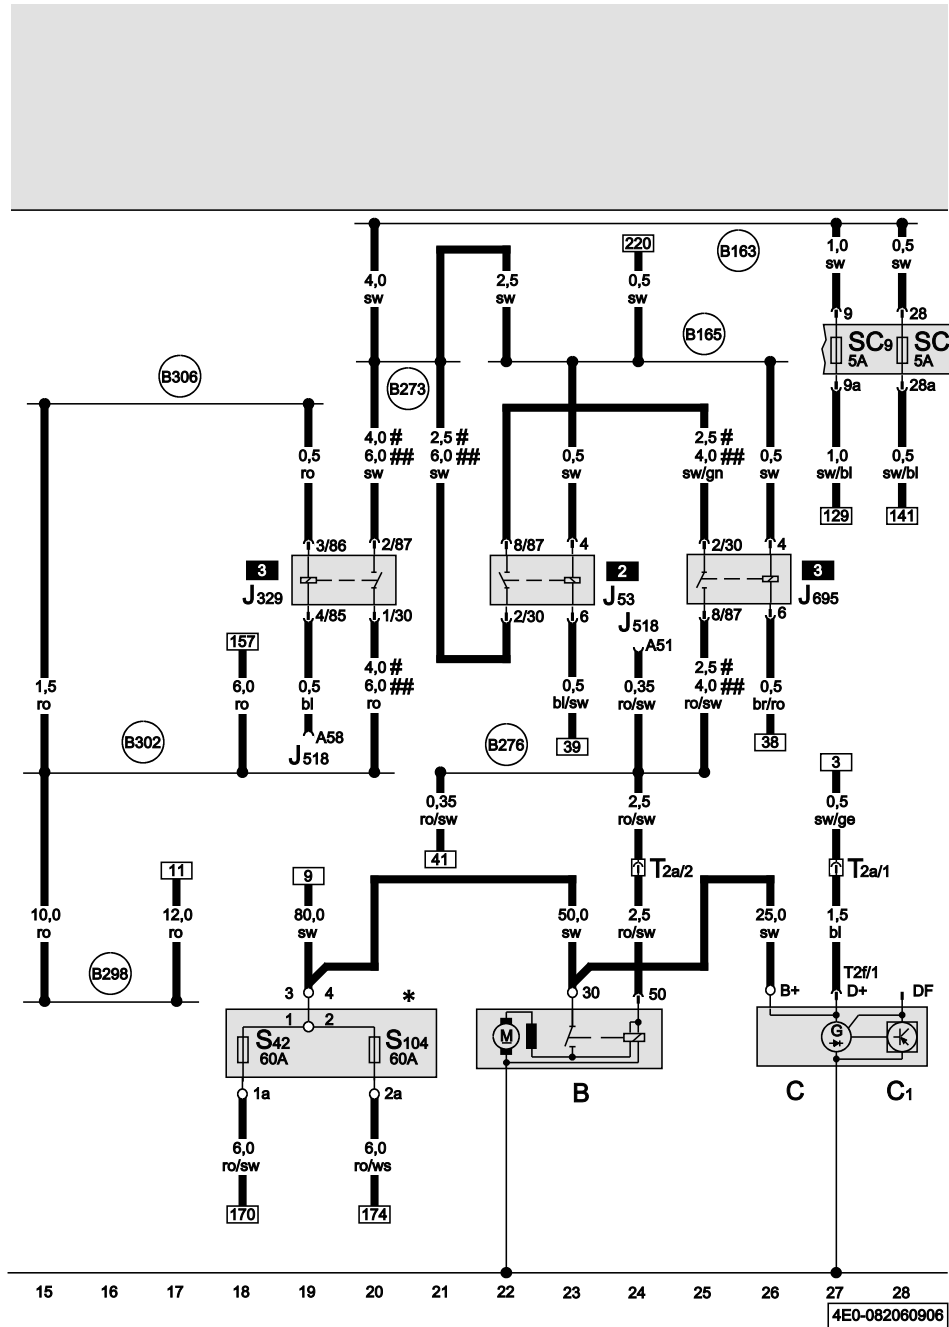 220
B163
1,0
sw
0,5
sw
4,0
sw
2,5
sw
0,5
sw
9
28
B165
SC9
5A
SC
5A
B306
B273
9a
28a
4,0 #
6,0 ##
sw
2,5 #
6,0 ##
sw
2,5 #
4,0 ##
sw/gn
0,5
ro
0,5
sw
0,5
sw
1,0
sw/bl
0,5
sw/bl
129
141
3/86
2/87
8/87
4
2/30
4
3
J329
2
J53
3
J695
4/85
1/30
2/30
6
8/87
6
J518
A51
157
1,5
ro
6,0
ro
0,5
bl
4,0 #
6,0 ##
ro
0,5
bl/sw
0,35
ro/sw
2,5 #
4,0 ##
ro/sw
0,5
br/ro
B302
A58
J518
B276
39
38
3
0,35
ro/sw
2,5
ro/sw
0,5
sw/ge
41
11
9
T2a/2
T2a/1
10,0
ro
12,0
ro
80,0
sw
50,0
sw
2,5
ro/sw
25,0
sw
1,5
bl
B298
T2f/1
3
4
*
30
50
B+
D+
DF
1
2
S42
60A
S104
60A
M
G
B
C
C1
1a
2a
6,0
ro/sw
6,0
ro/ws
170
174
15 16 17 18 19 20 21 22 23 24 25 26 27 28
4E0-082060906